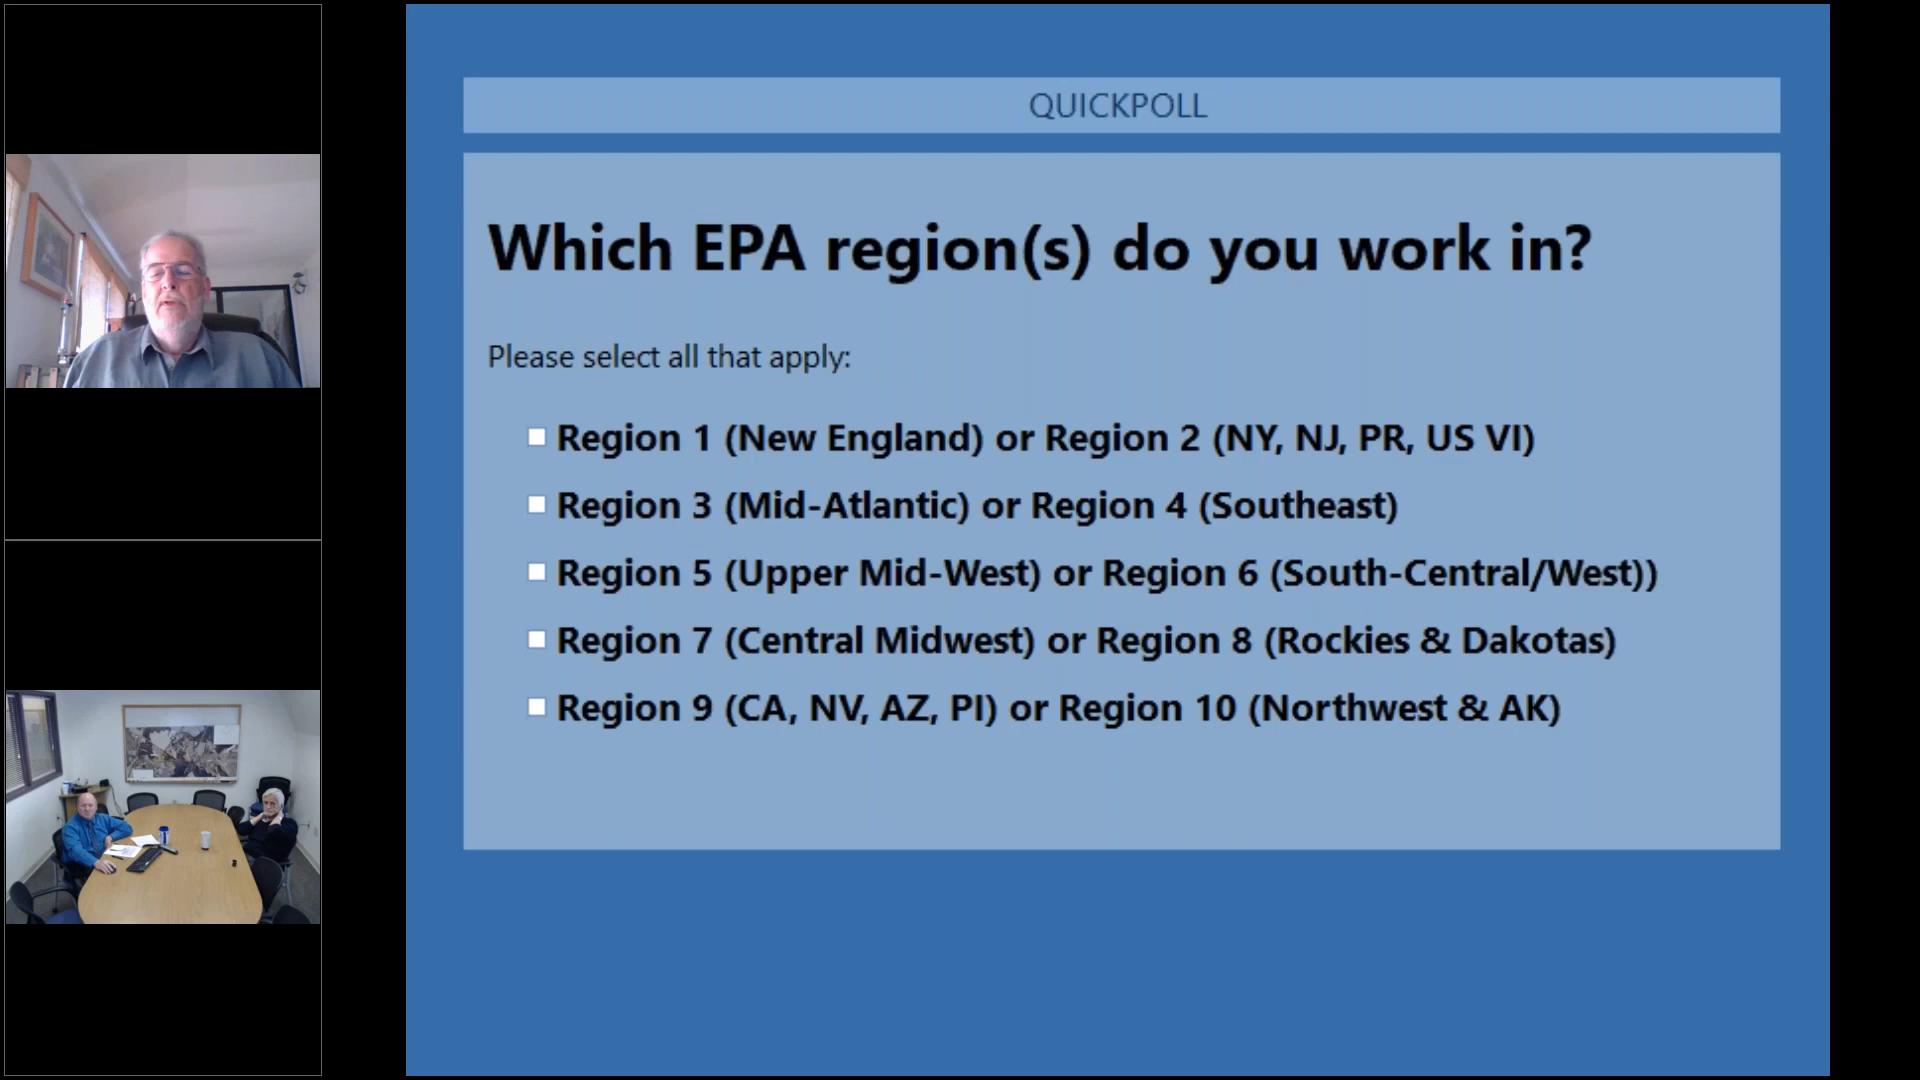 QUICKPOLL
Which EPA region(s) do you work in?
Please select all that apply:
Region 1 (New England) or Region 2 (NY, NJ, PR, US VI)
Region 3 (Mid-Atlantic) or Region 4 (Southeast)
Region 5 (Upper Mid-West) or Region 6 (South-Central/West))
Region 7 (Central Midwest) or Region 8 (Rockies & Dakotas)
Region 9 (CA, NV, AZ, PI) or Region 10 (Northwest & AK)